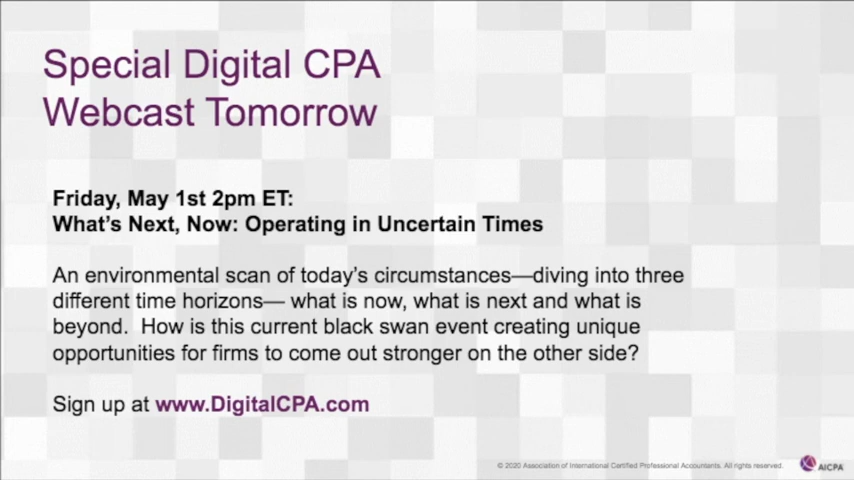 Special Digital CPA
Webcast Tomorrow
Friday, May 1st 2pm ET:
What's Next, Now: Operating in Uncertain Times
An environmental scan of today's circumstances—diving into three
different time horizons— what is now, what is next and what is
beyond.  How is this current black swan event creating unique
opportunities for firms to come out stronger on the other side?
Sign up at www.DigitalCPA.com
© 2020 Association of International Certified Professional Accountants. All rights reserved.
AICPA